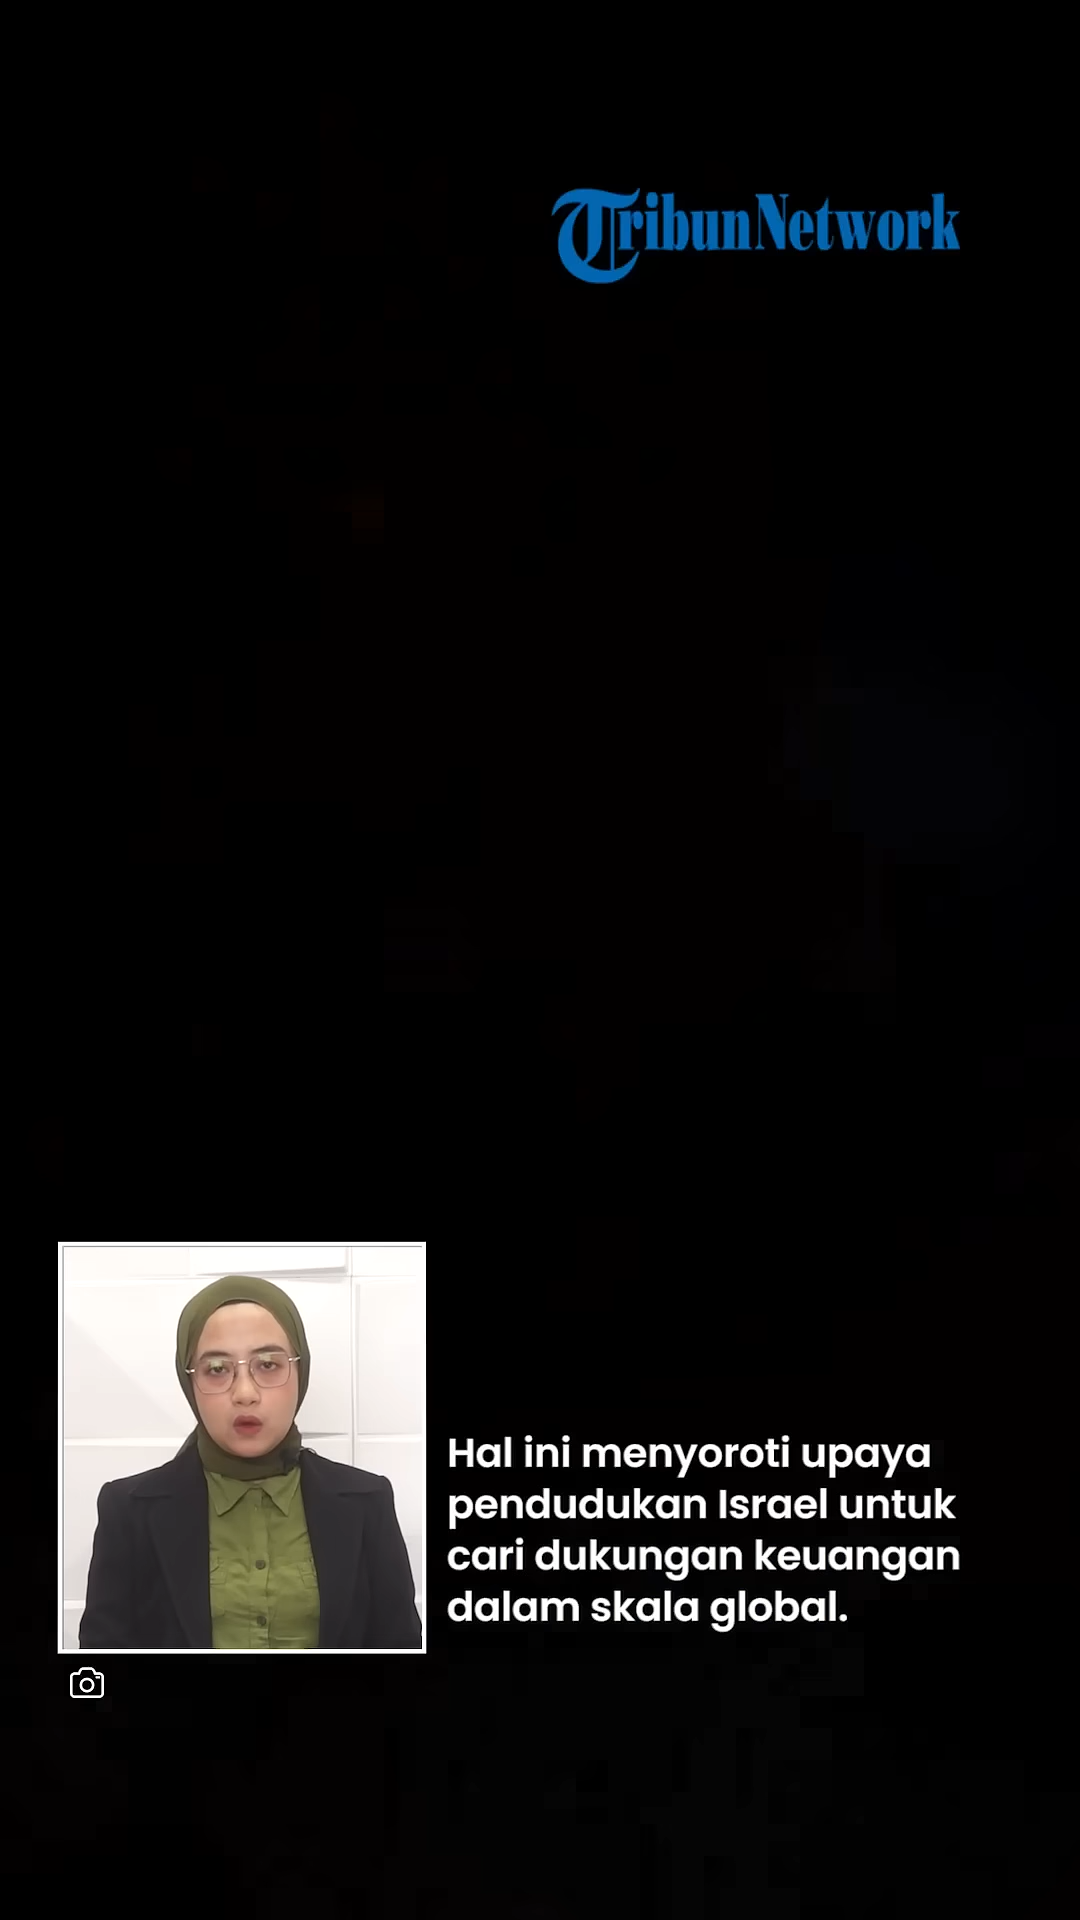 TribunNetwork
Hal ini menyoroti upaya
pendudukan Israel untuk
cari dukungan keuangan
dalam skala global.